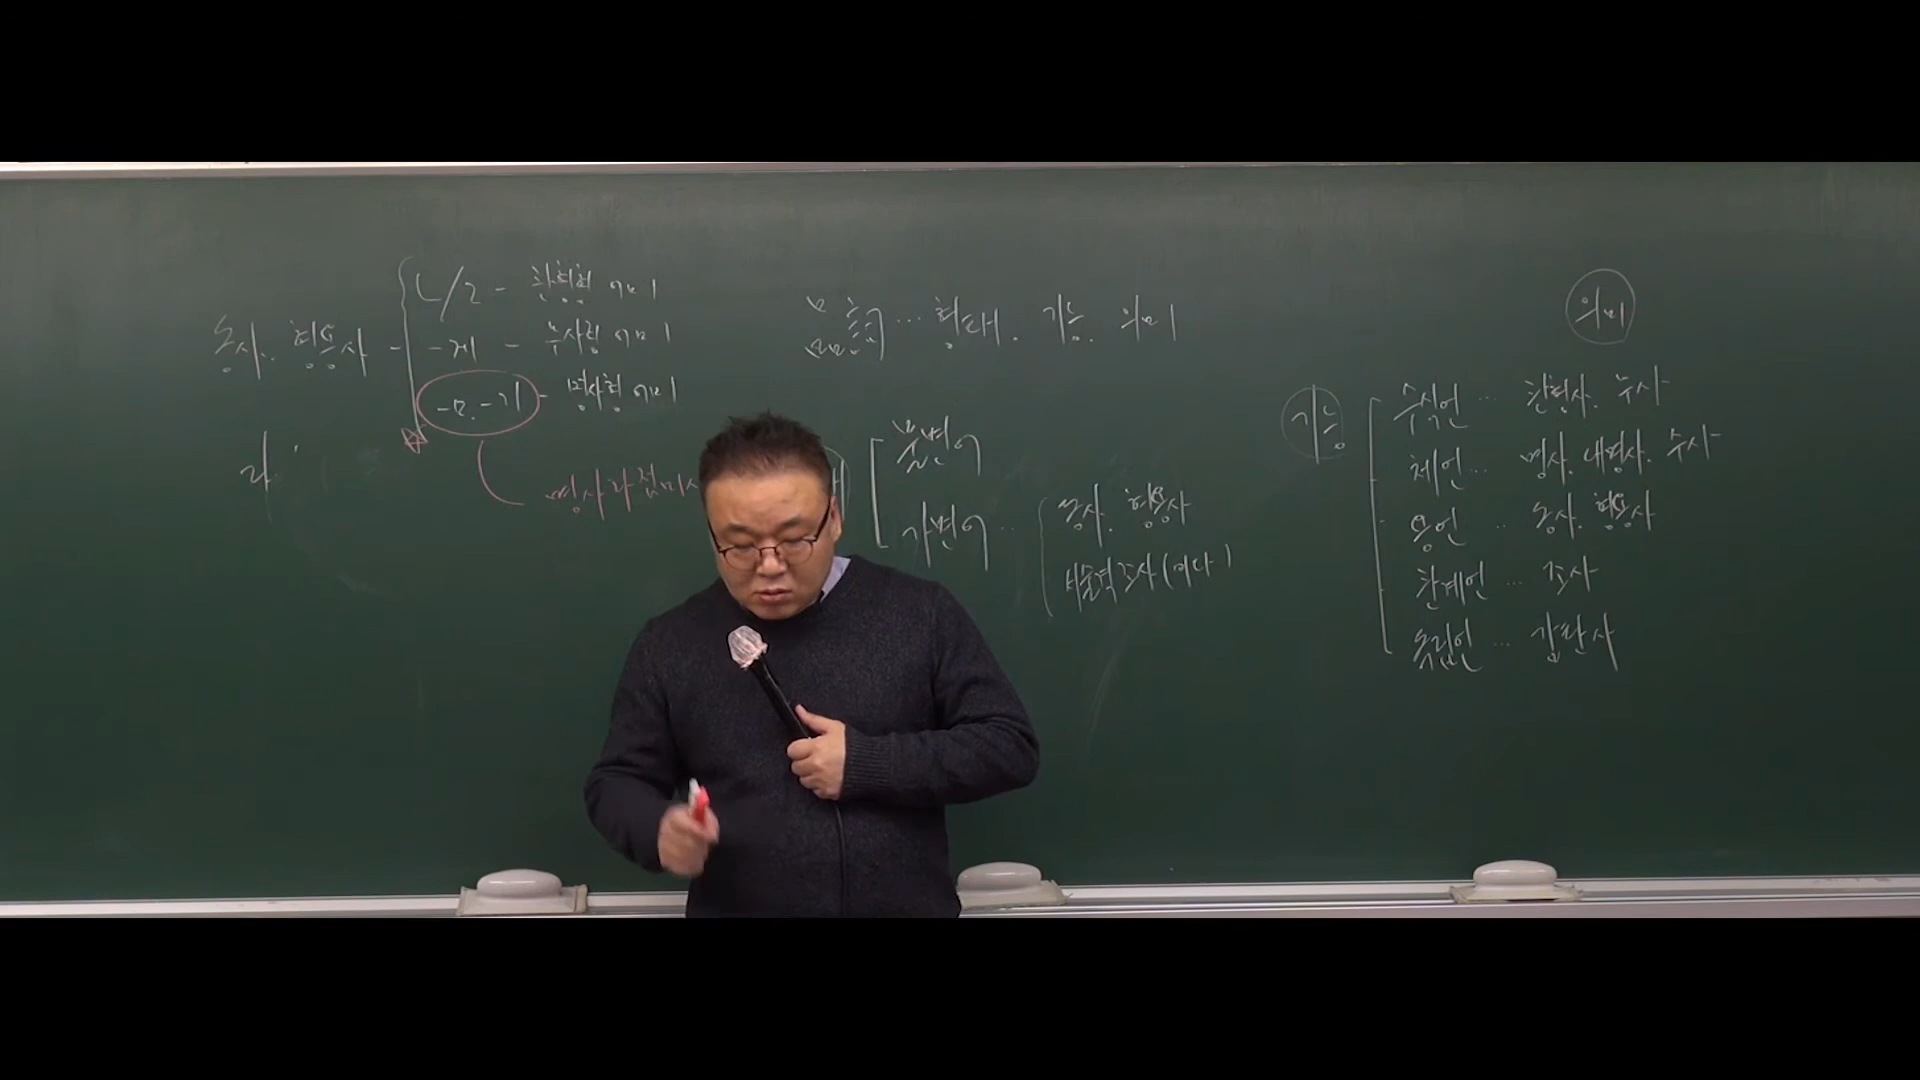 동사. 형용사 -
ㄴ/ㄹ - 관형형 어미
-게 - 부사형 어미
-ㅁ. -기 - 명사형 어미
명사화접미사
과
품사 분류 … 형태. 기능. 의미
불변어
가변어 …
동사. 형용사
서술격 조사(이다)
의미
기능
수식언 … 관형사. 부사
체언 … 명사. 대명사. 수사
용언 … 동사. 형용사
관계언 … 조사
독립언 … 감탄사